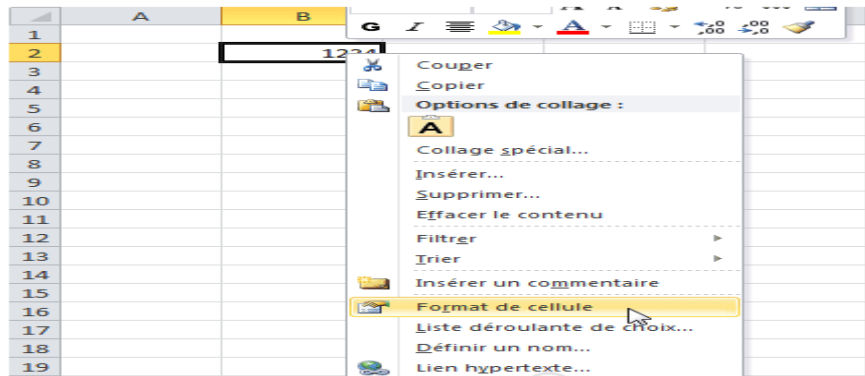 A B
G I A ,00 ,00
1
2 1234
3
4
5
6
7
8
9
10
11
12
13
14
15
16
17
18
19
Couper
Copier
Options de collage :
A
Collage spécial...
Insérer...
Supprimer...
Effacer le contenu
Filtrer
Trier
Insérer un commentaire
Format de cellule
Liste déroulante de choix...
Définir un nom...
Lien hypertexte...